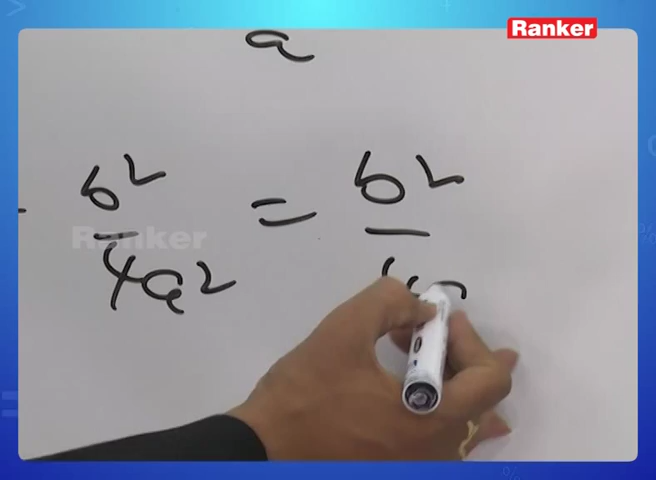 Ranker
a
b²/4a² = b²/
Ranker